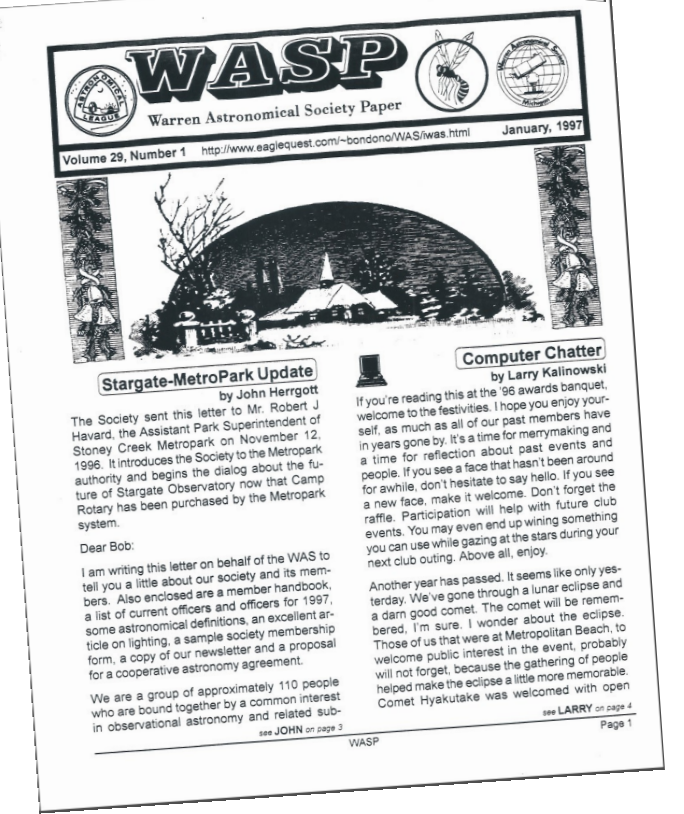 WASP
Warren Astronomical Society Paper
ASTRONOMICAL
LEAGUE
Warren Astronomical Society
Michigan
Volume 29, Number 1
http://www.eaglequest.com/~bondono/WAS/iwas.html
January, 1997
Stargate-MetroPark Update
by John Herrgott
The Society sent this letter to Mr. Robert J
Havard, the Assistant Park Superintendent of
Stoney Creek Metropark on November 12,
1996. It introduces the Society to the Metropark
authority and begins the dialog about the fu-
ture of Stargate Observatory now that Camp
Rotary has been purchased by the Metropark
system.
Dear Bob:
I am writing this letter on behalf of the WAS to
tell you a little about our society and its mem-
bers. Also enclosed are a member handbook,
a list of current officers and officers for 1997,
some astronomical definitions, an excellent ar-
ticle on lighting, a sample society membership
form, a copy of our newsletter and a proposal
for a cooperative astronomy agreement.
We are a group of approximately 110 people
who are bound together by a common interest
in observational astronomy and related sub-
see JOHN on page 3
Computer Chatter
by Larry Kalinowski
If you're reading this at the '96 awards banquet,
welcome to the festivities. I hope you enjoy your-
self, as much as all of our past members have
in years gone by. It's a time for merrymaking and
a time for reflection about past events and
people. If you see a face that hasn't been around
for awhile, don't hesitate to say hello. If you see
a new face, make it welcome. Don't forget the
raffle. Participation will help with future club
events. You may even end up wining something
you can use while gazing at the stars during your
next club outing. Above all, enjoy.
Another year has passed. It seems like only yes-
terday. We've gone through a lunar eclipse and
a darn good comet. The comet will be remem-
bered, I'm sure. I wonder about the eclipse.
Those of us that were at Metropolitan Beach, to
welcome public interest in the event, probably
will not forget, because the gathering of people
helped make the eclipse a little more memorable.
Comet Hyakutake was welcomed with open
see LARRY on page 4
WASP
Page 1